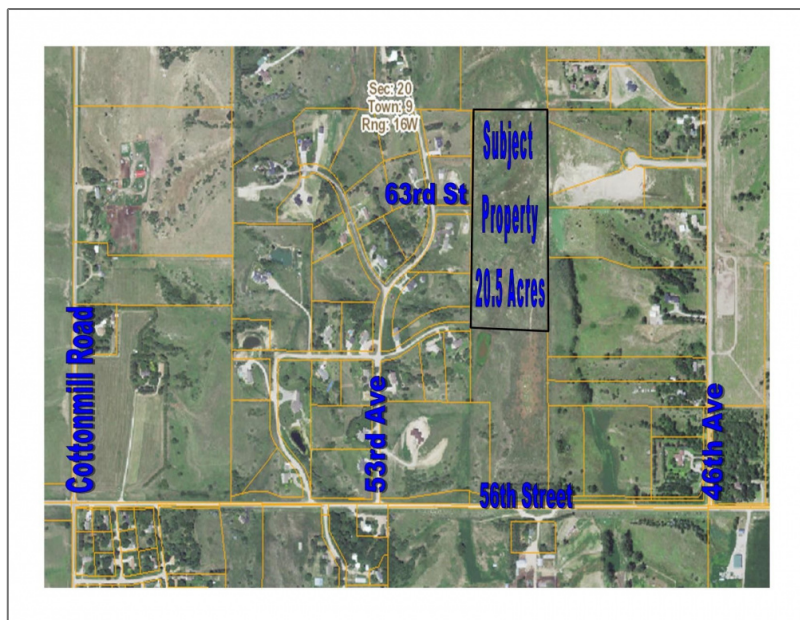 Sec: 20
Town: 9
Rng: 16W
Subject
Property
20.5 Acres
63rd St
Cottonmill Road
53rd Ave
46th Ave
56th Street